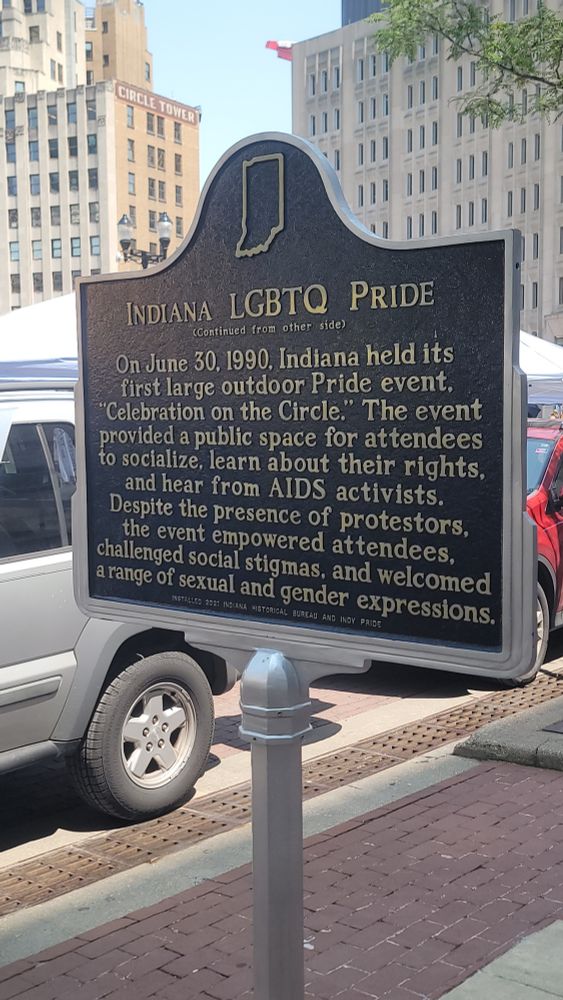 CIRCLE TOWER
INDIANA LGBTQ PRIDE
(Continued from other side)
On June 30, 1990, Indiana held its
first large outdoor Pride event,
"Celebration on the Circle." The event
provided a public space for attendees
to socialize, learn about their rights,
and hear from AIDS activists.
Despite the presence of protestors,
the event empowered attendees,
challenged social stigmas, and welcomed
a range of sexual and gender expressions.
INSTALLED 2021 INDIANA HISTORICAL BUREAU AND INDY PRIDE